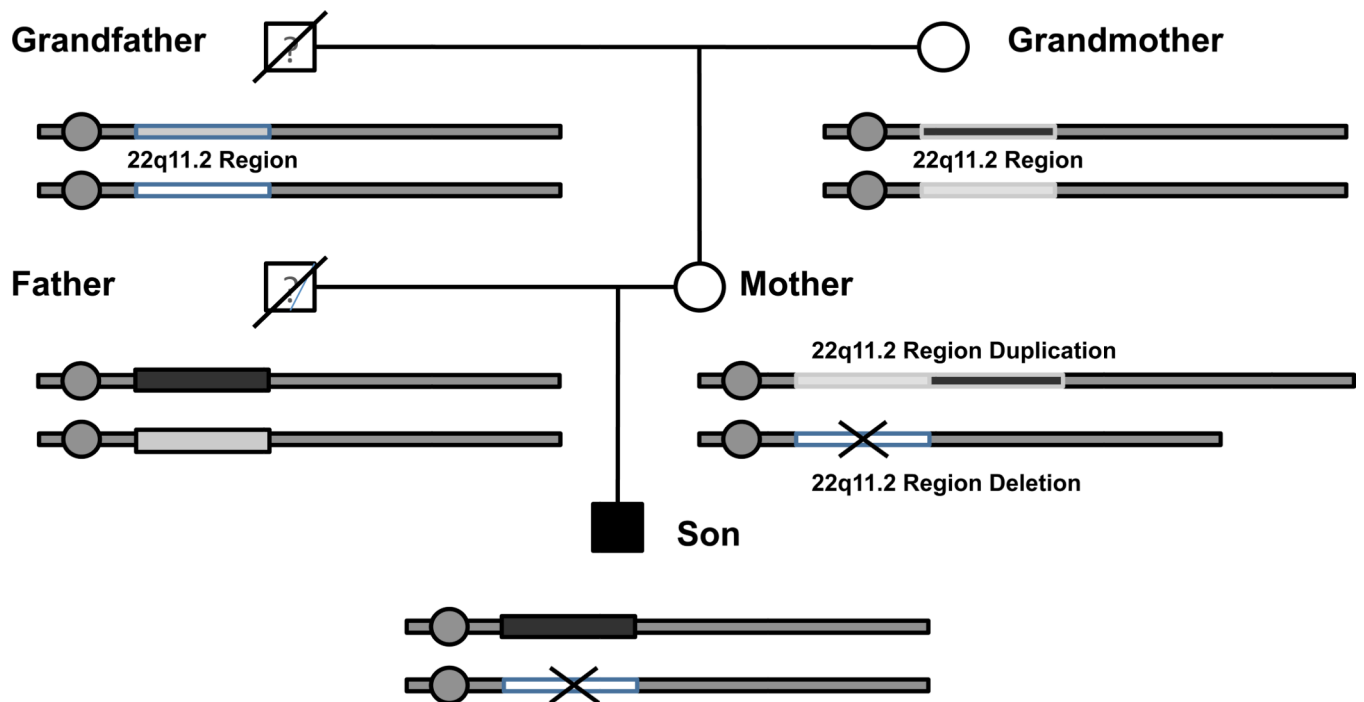 Grandfather
?
Grandmother
22q11.2 Region
22q11.2 Region
Father
?
Mother
22q11.2 Region Duplication
22q11.2 Region Deletion
Son